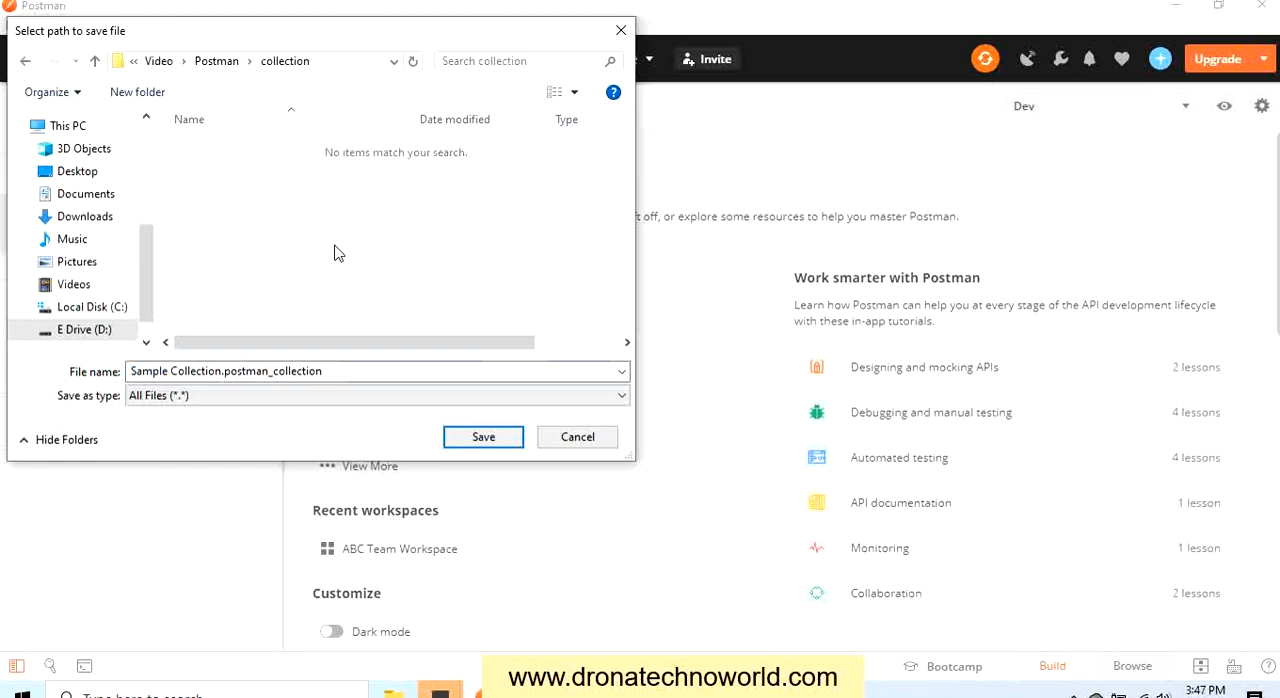 Postman
Select path to save file
« Video › Postman › collection
Search collection
Invite
Upgrade
Organize
New folder
Dev
Name
Date modified
Type
This PC
3D Objects
Desktop
Documents
Downloads
Music
Pictures
Videos
Local Disk (C:)
E Drive (D:)
No items match your search.
File name: Sample Collection.postman_collection
Save as type: All Files (*.*)
Hide Folders
Save
Cancel
t off, or explore some resources to help you master Postman.
Work smarter with Postman
Learn how Postman can help you at every stage of the API development lifecycle
with these in-app tutorials.
Designing and mocking APIs 2 lessons
Debugging and manual testing 4 lessons
Automated testing 4 lessons
API documentation 1 lesson
Monitoring 1 lesson
Collaboration 2 lessons
View More
Recent workspaces
ABC Team Workspace
Customize
Dark mode
Bootcamp
Build
Browse
www.dronatechnoworld.com
Type here to search
3:47 PM